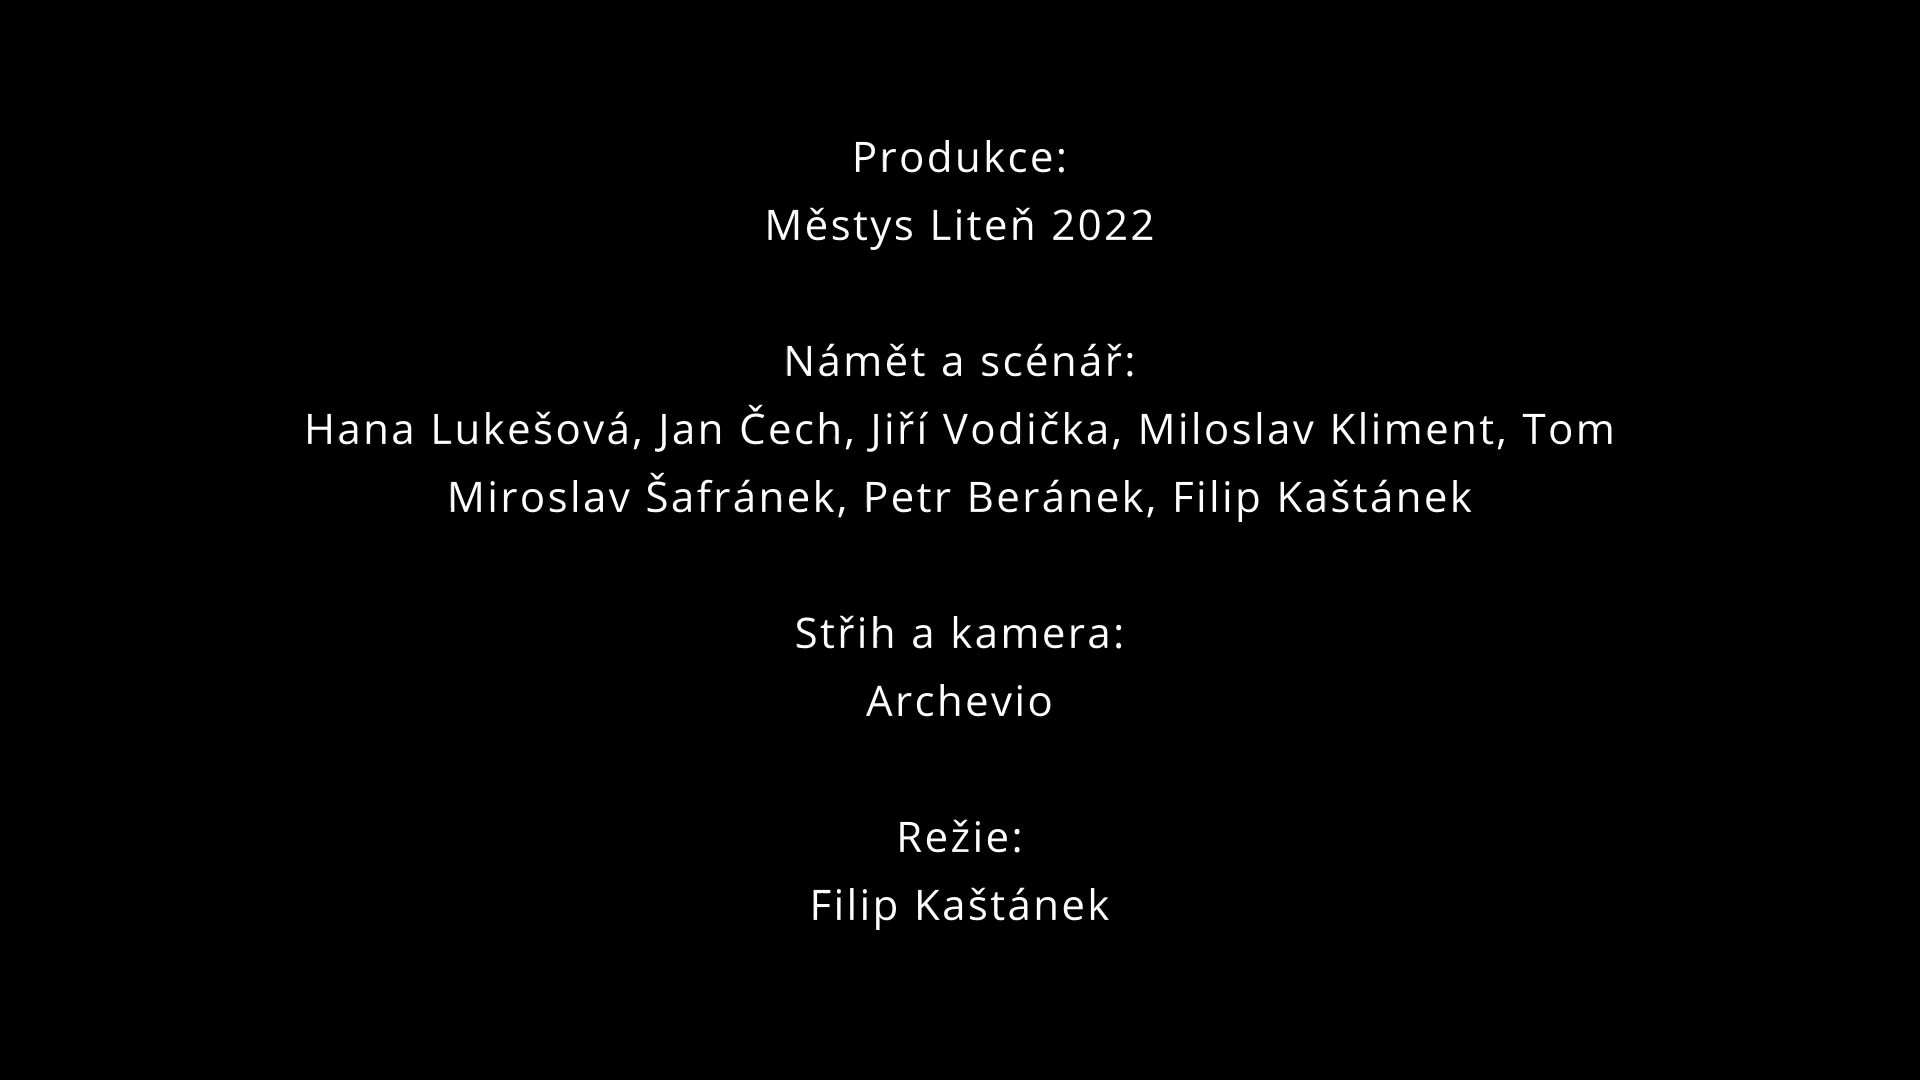 Produkce:
Městys Liteň 2022
Námět a scénář:
Hana Lukešová, Jan Čech, Jiří Vodička, Miloslav Kliment, Tom
Miroslav Šafránek, Petr Beránek, Filip Kaštánek
Střih a kamera:
Archevio
Režie:
Filip Kaštánek